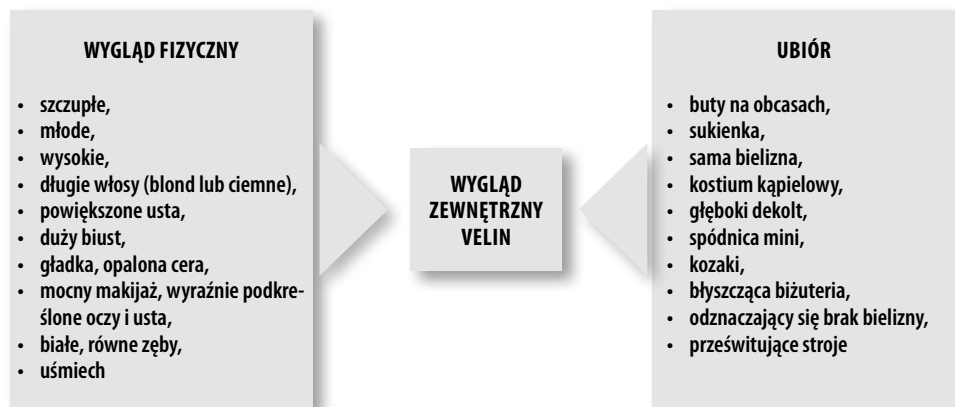 WYGLĄD FIZYCZNY
• szczupłe,
• młode,
• wysokie,
• długie włosy (blond lub ciemne),
• powiększone usta,
• duży biust,
• gładka, opalona cera,
• mocny makijaż, wyraźnie podkre-
ślone oczy i usta,
• białe, równe zęby,
• uśmiech
WYGLĄD
ZEWNĘTRZNY
VELIN
UBIÓR
• buty na obcasach,
• sukienka,
• sama bielizna,
• kostium kąpielowy,
• głęboki dekolt,
• spódnica mini,
• kozaki,
• błyszcząca biżuteria,
• odznaczający się brak bielizny,
• prześwitujące stroje